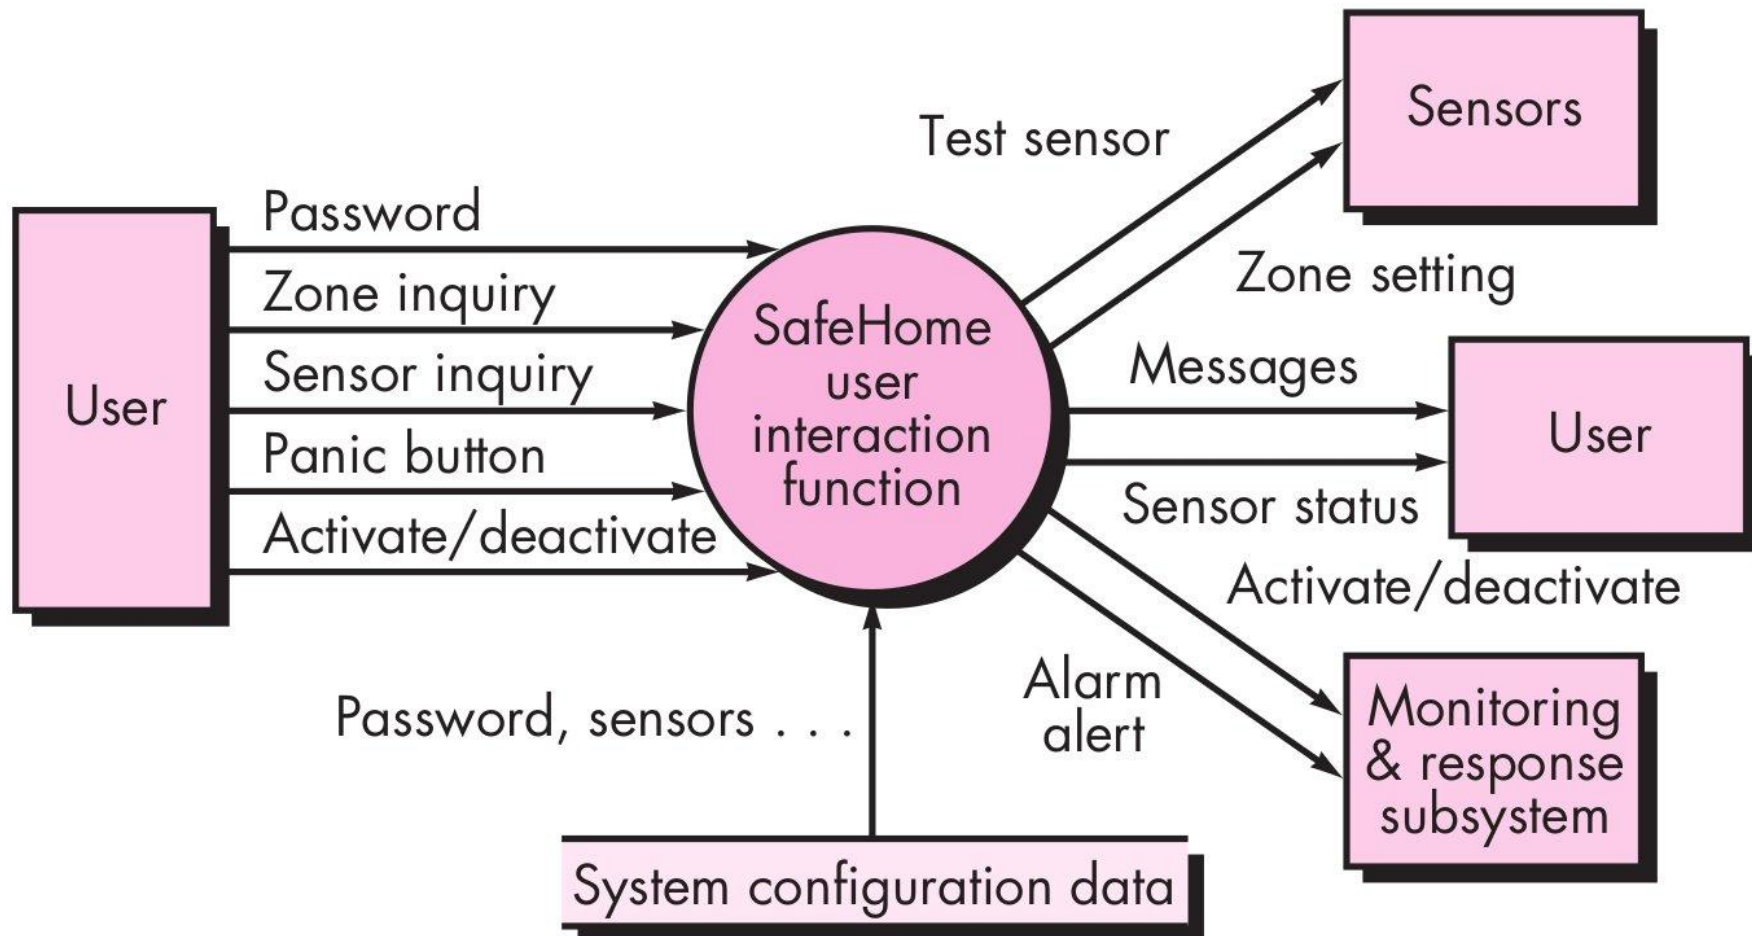 Sensors
Test sensor
Zone setting
Password
Zone inquiry
Sensor inquiry
Panic button
Activate/deactivate
User
SafeHome
user
interaction
function
Messages
User
Sensor status
Activate/deactivate
Alarm
alert
Monitoring
& response
subsystem
Password, sensors . . .
System configuration data